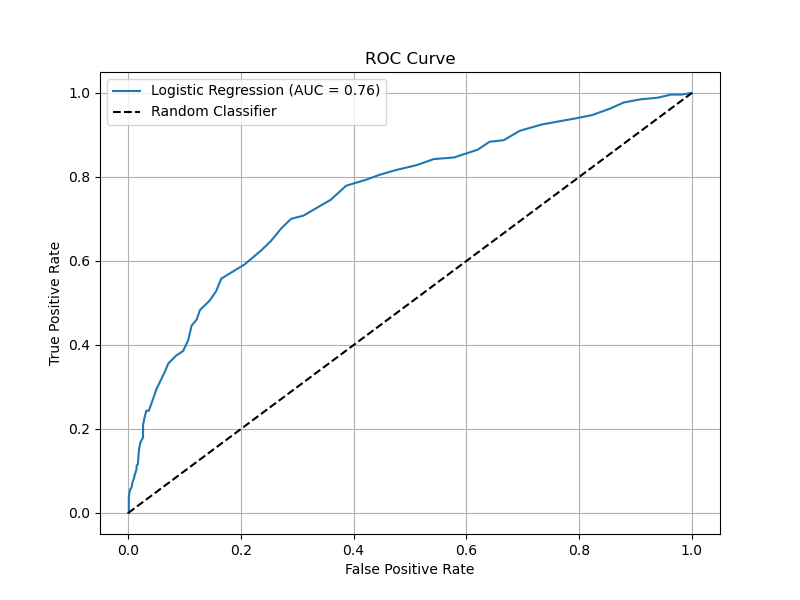 ROC Curve
Logistic Regression (AUC = 0.76)
Random Classifier
True Positive Rate
1.0
0.8
0.6
0.4
0.2
0.0
0.0 0.2 0.4 0.6 0.8 1.0
False Positive Rate